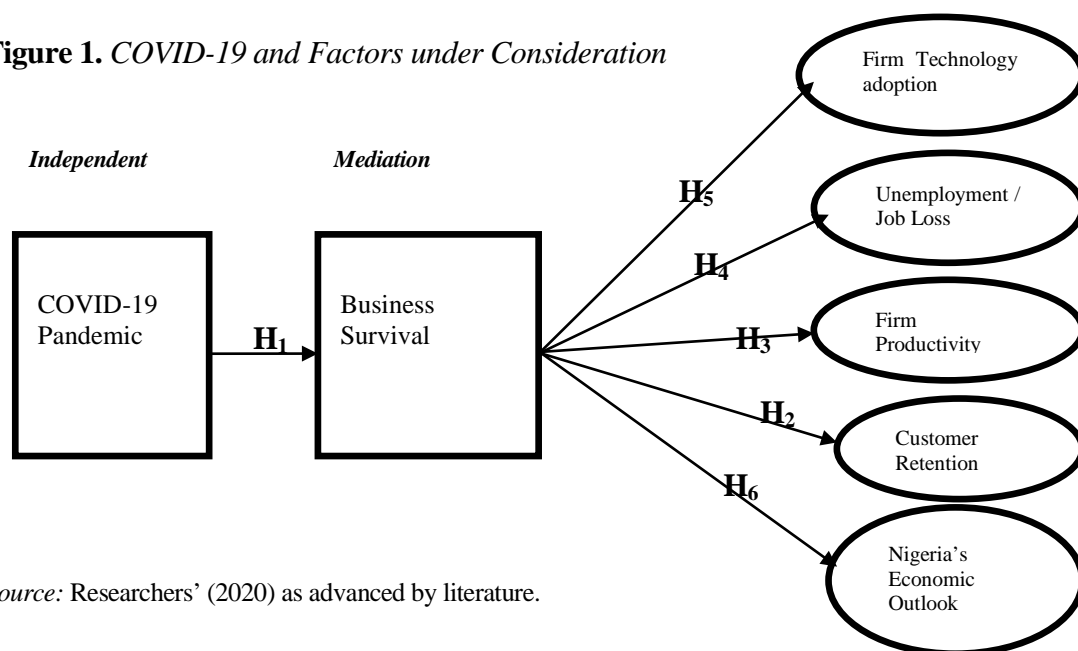 Figure 1. COVID-19 and Factors under Consideration
Independent
Mediation
COVID-19
Pandemic
H1
Business
Survival
H5
H4
H3
H2
H6
Firm Technology
adoption
Unemployment /
Job Loss
Firm
Productivity
Customer
Retention
Nigeria’s
Economic
Outlook
ource: Researchers’ (2020) as advanced by literature.